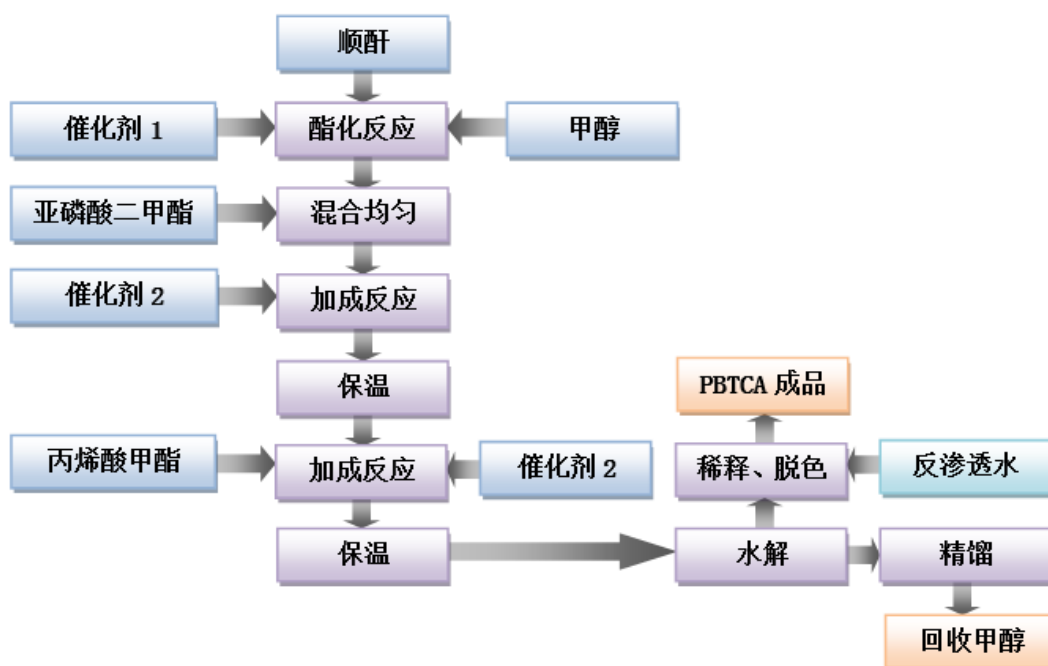 顺酐
催化剂 1
酯化反应
甲醇
亚磷酸二甲酯
混合均匀
催化剂 2
加成反应
保温
PBTCA 成品
丙烯酸甲酯
加成反应
催化剂 2
稀释、脱色
反渗透水
保温
水解
精馏
回收甲醇